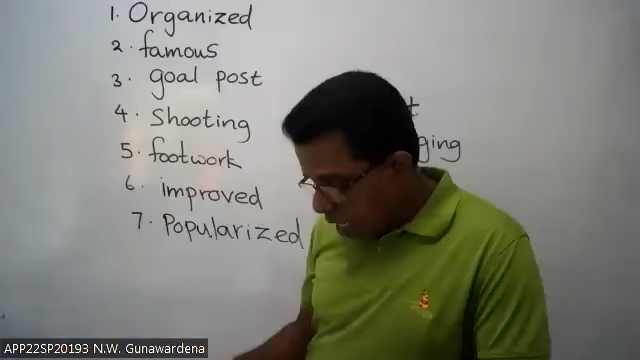 1. Organized
2. famous
3. goal post
4. Shooting
5. footwork
6. improved
7. Popularized
APP22SP20193 N.W. Gunawardena